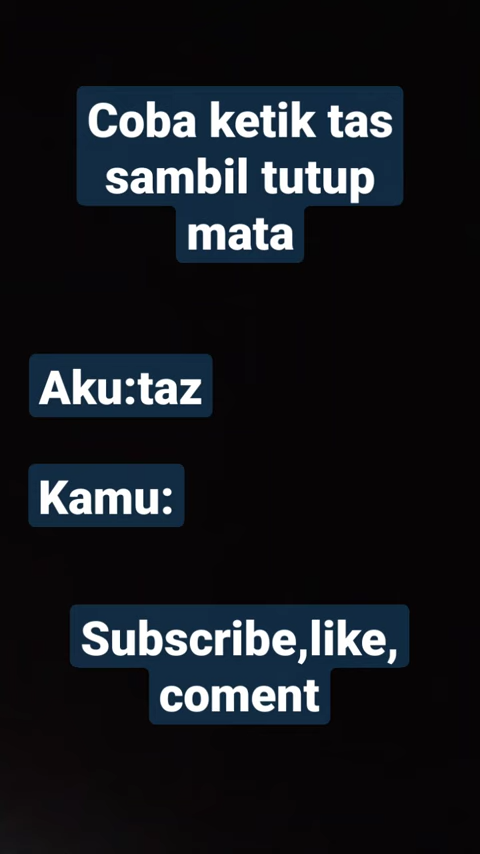 Coba ketik tas
sambil tutup
mata
Aku:taz
Kamu:
Subscribe,like,
coment